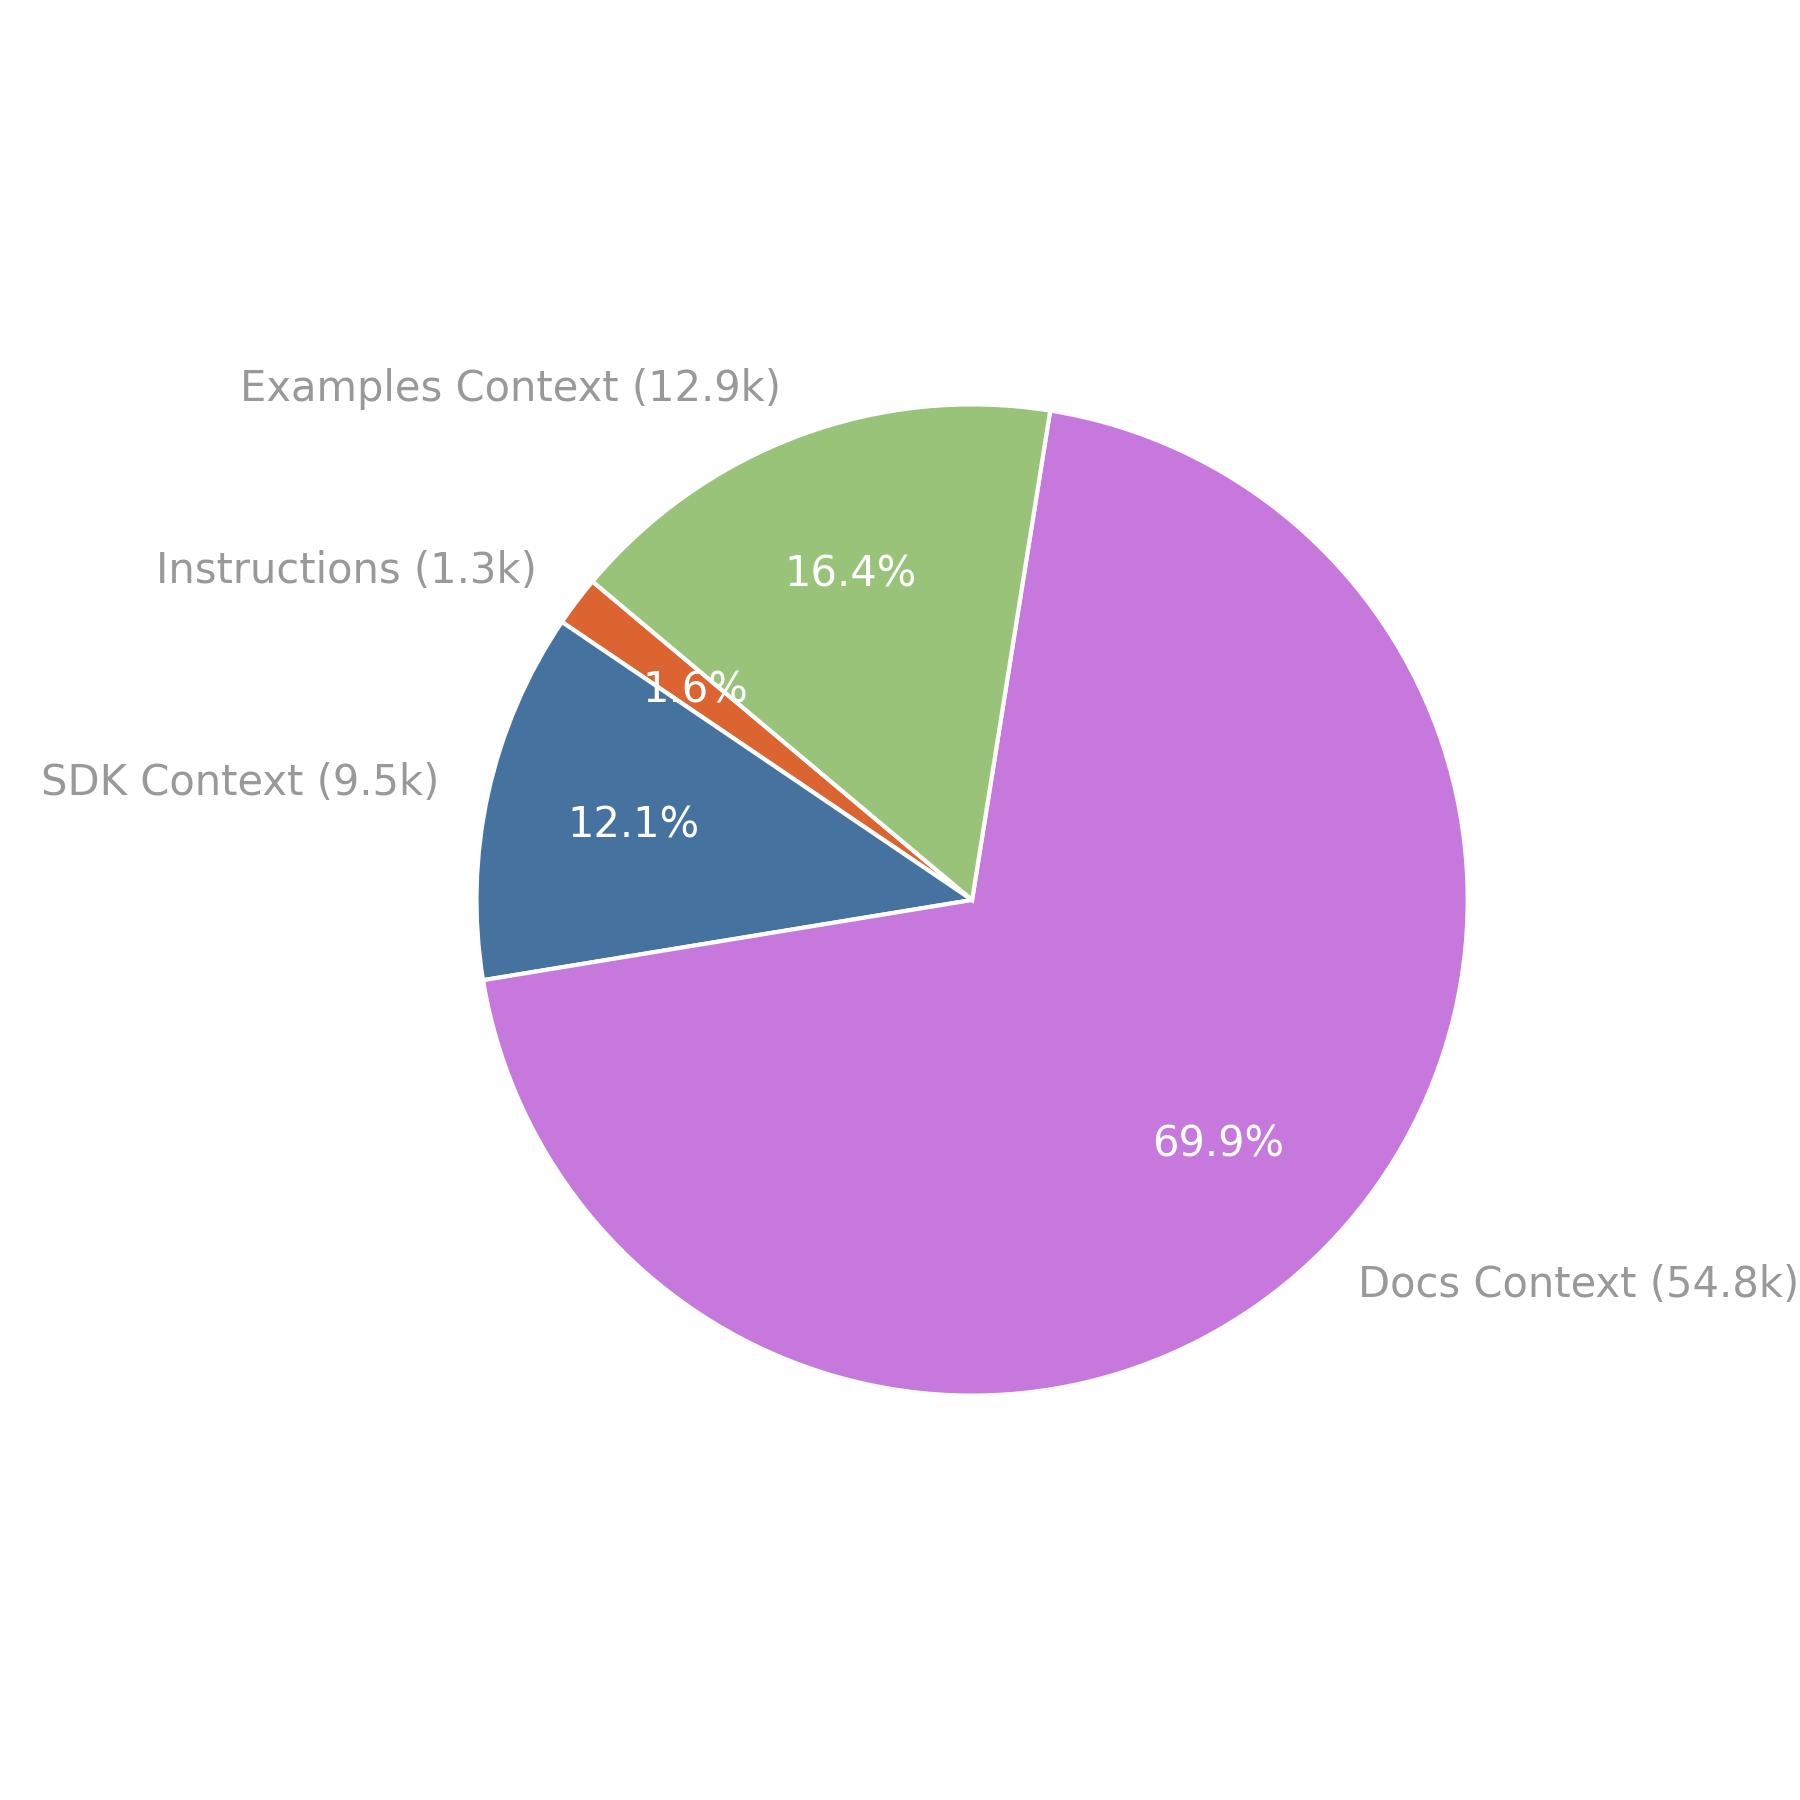 Examples Context (12.9k)
16.4%
Instructions (1.3k)
1.6%
SDK Context (9.5k)
12.1%
69.9%
Docs Context (54.8k)